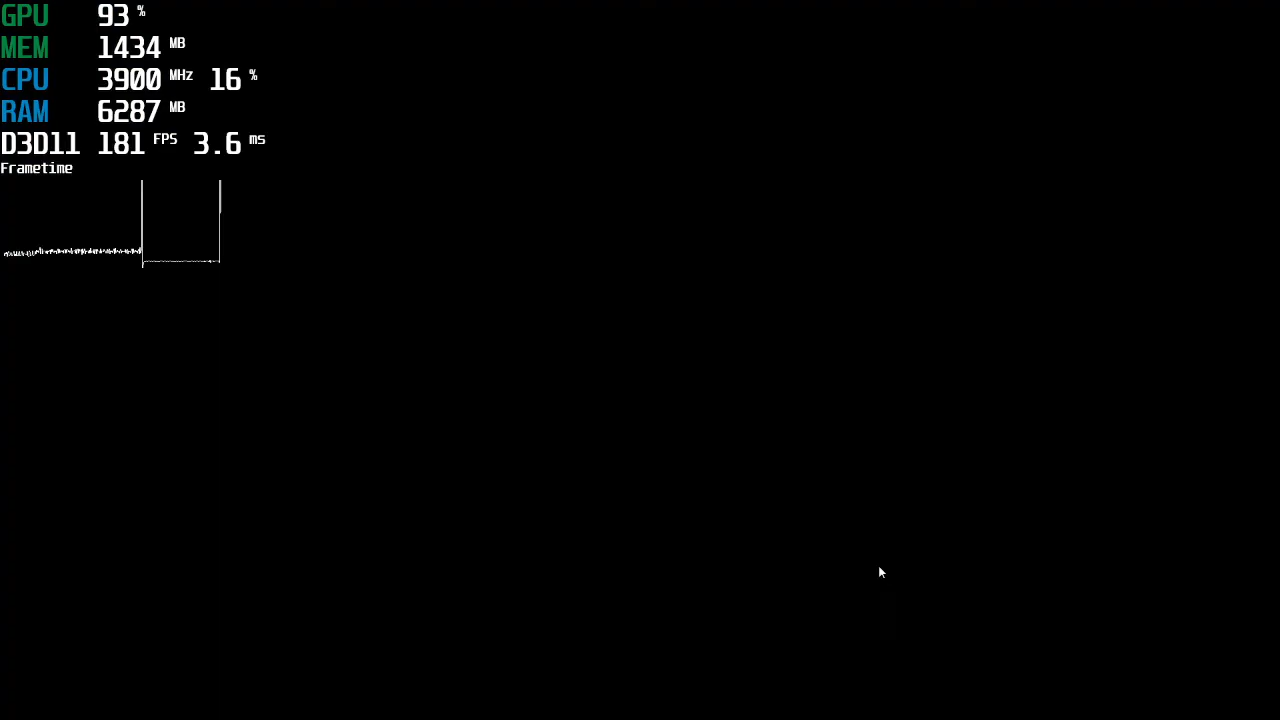 GPU 93 %
MEM 1434 MB
CPU 3900 MHz 16 %
RAM 6287 MB
D3D11 181 FPS 3.6 ms
Frametime